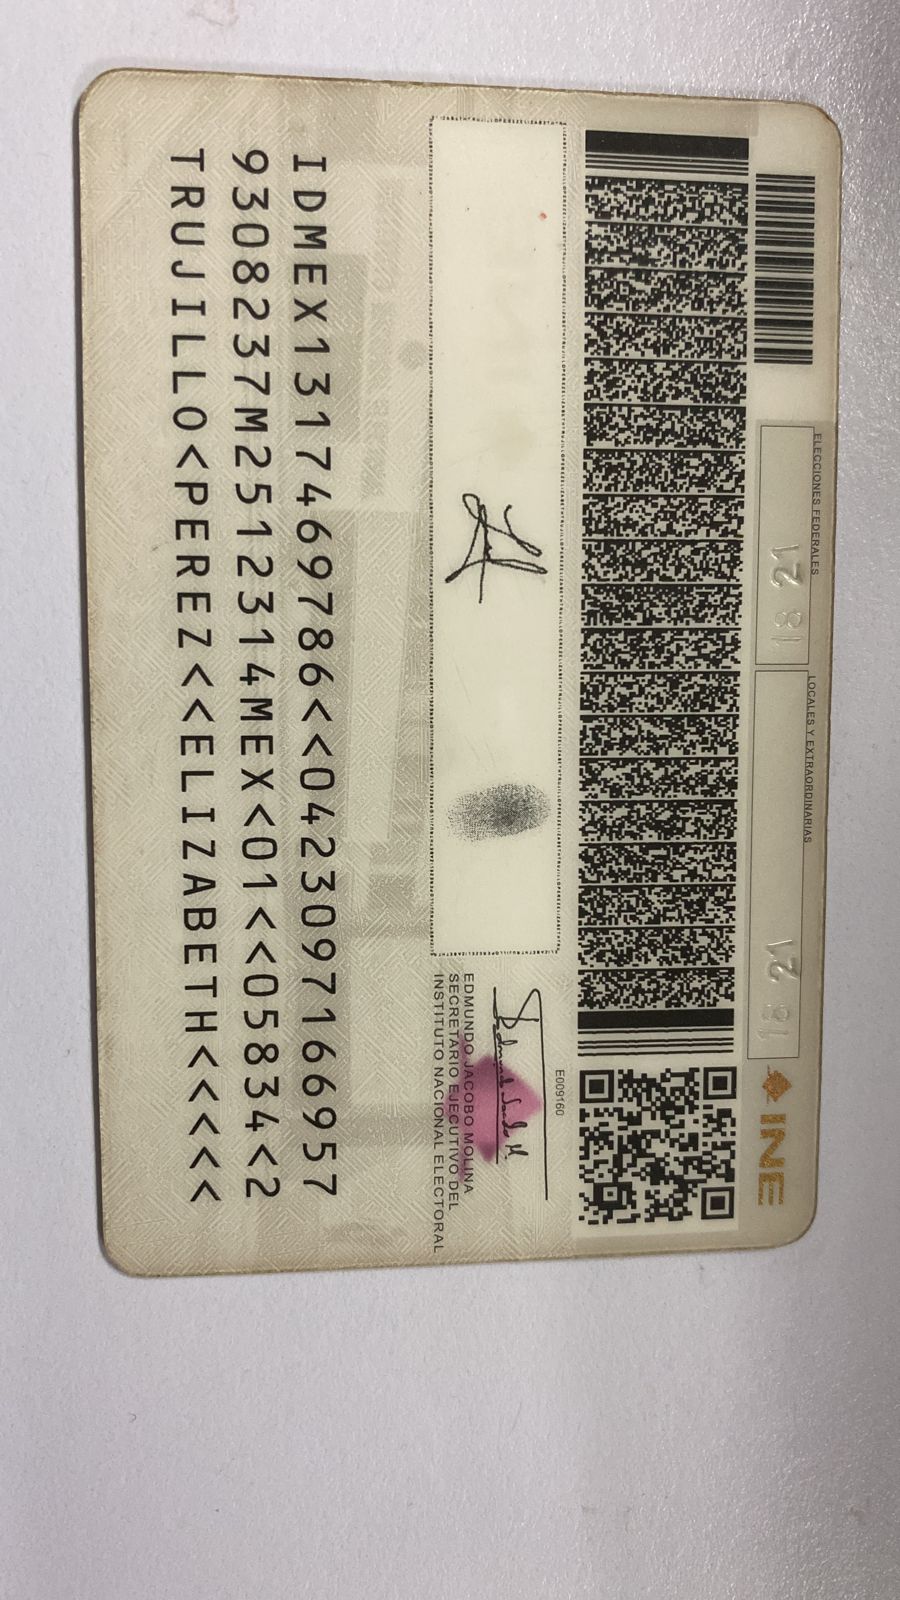 ELECCIONES FEDERALES
LOCALES Y EXTRAORDINARIAS
18 21
18 21
INE
E009160
EDMUNDO JACOBO MOLINA
SECRETARIO EJECUTIVO DEL
INSTITUTO NACIONAL ELECTORAL
IDMEX1317469786<<0423097166957
9308237M2512314MEX<01<<05834<2
TRUJILLO<PEREZ<<ELIZABETH<<<<<